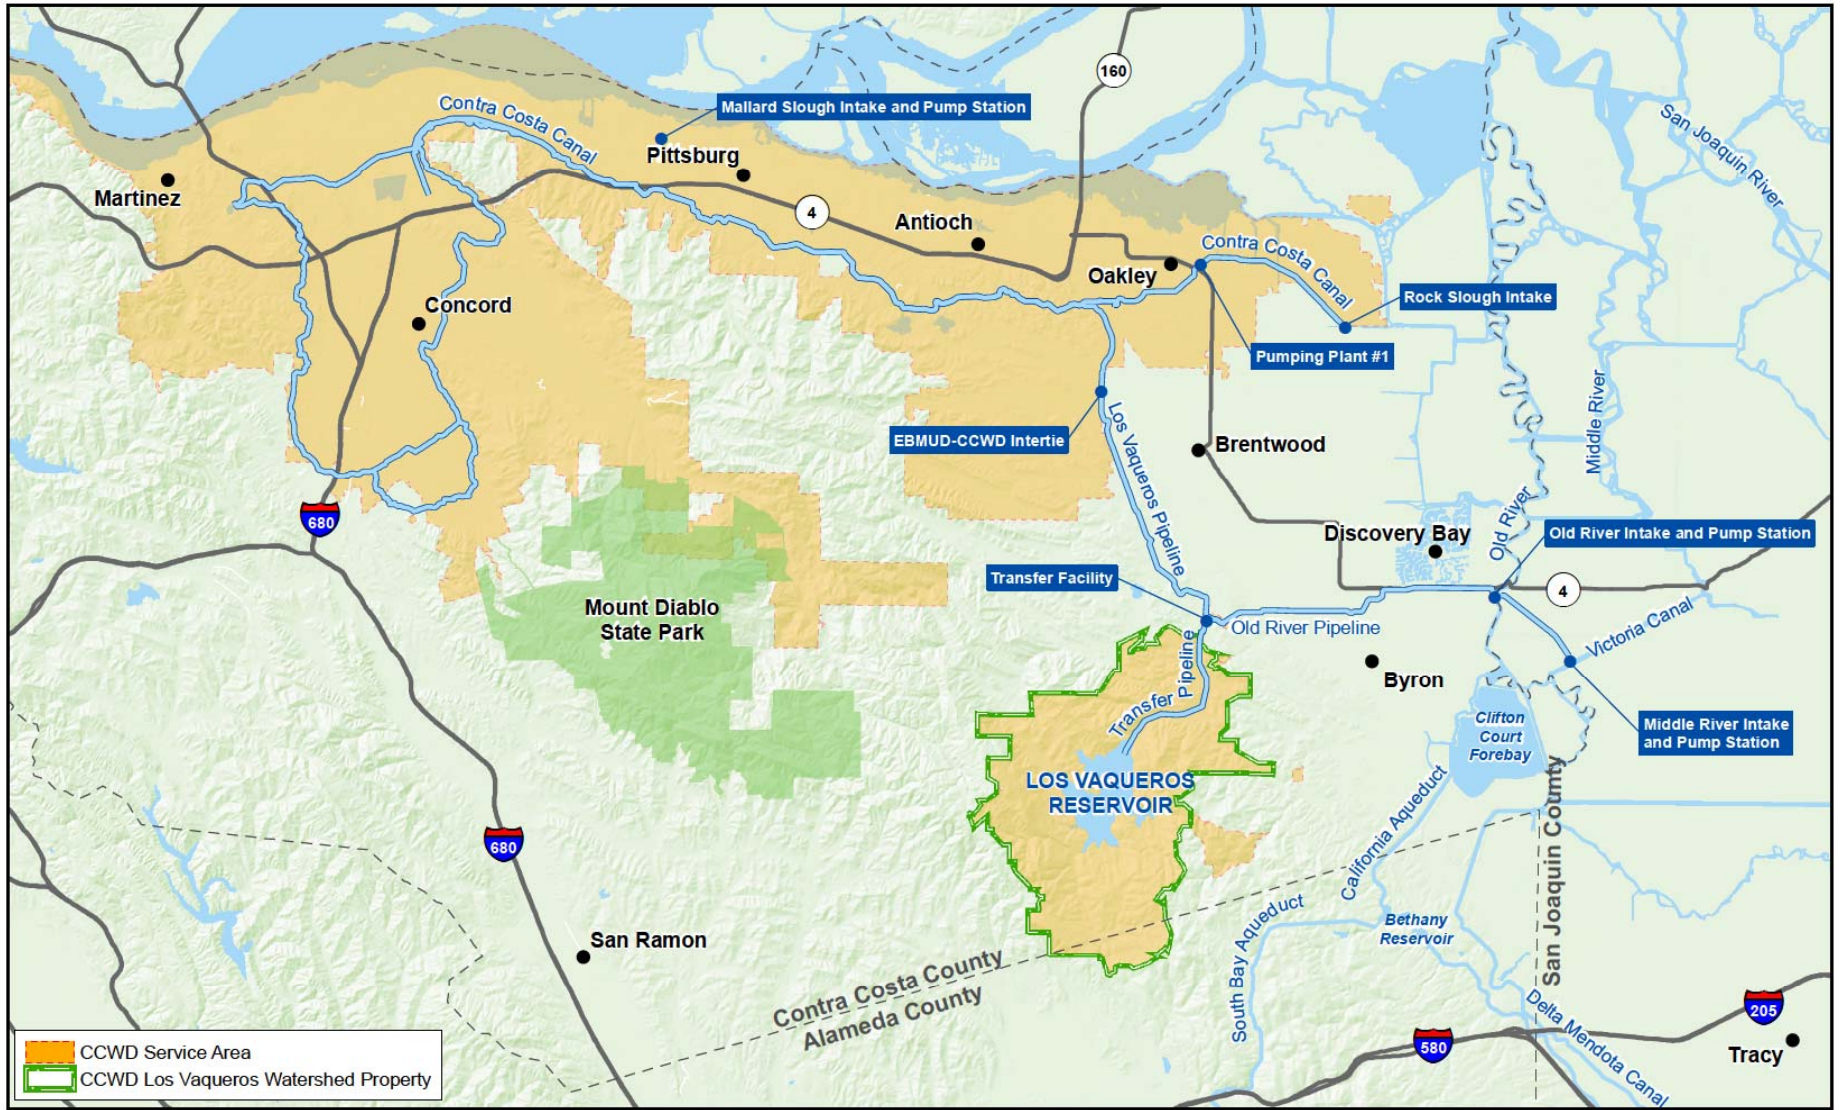 160
Mallard Slough Intake and Pump Station
Contra Costa Canal
San Joaquin River
Pittsburg
Martinez
4
Antioch
Contra Costa Canal
Oakley
Rock Slough Intake
Concord
Pumping Plant #1
Middle River
EBMUD-CCWD Intertie
Los Vaqueros Pipeline
Brentwood
680
Old River
Discovery Bay
Old River Intake and Pump Station
Transfer Facility
4
Mount Diablo
State Park
Old River Pipeline
Victoria Canal
Transfer Pipeline
Byron
Clifton
Court
Forebay
Middle River Intake
and Pump Station
LOS VAQUEROS
RESERVOIR
California Aqueduct
San Joaquin County
680
South Bay Aqueduct
Bethany
Reservoir
San Ramon
Contra Costa County
Alameda County
Delta Mendota Canal
205
580
Tracy
CCWD Service Area
CCWD Los Vaqueros Watershed Property